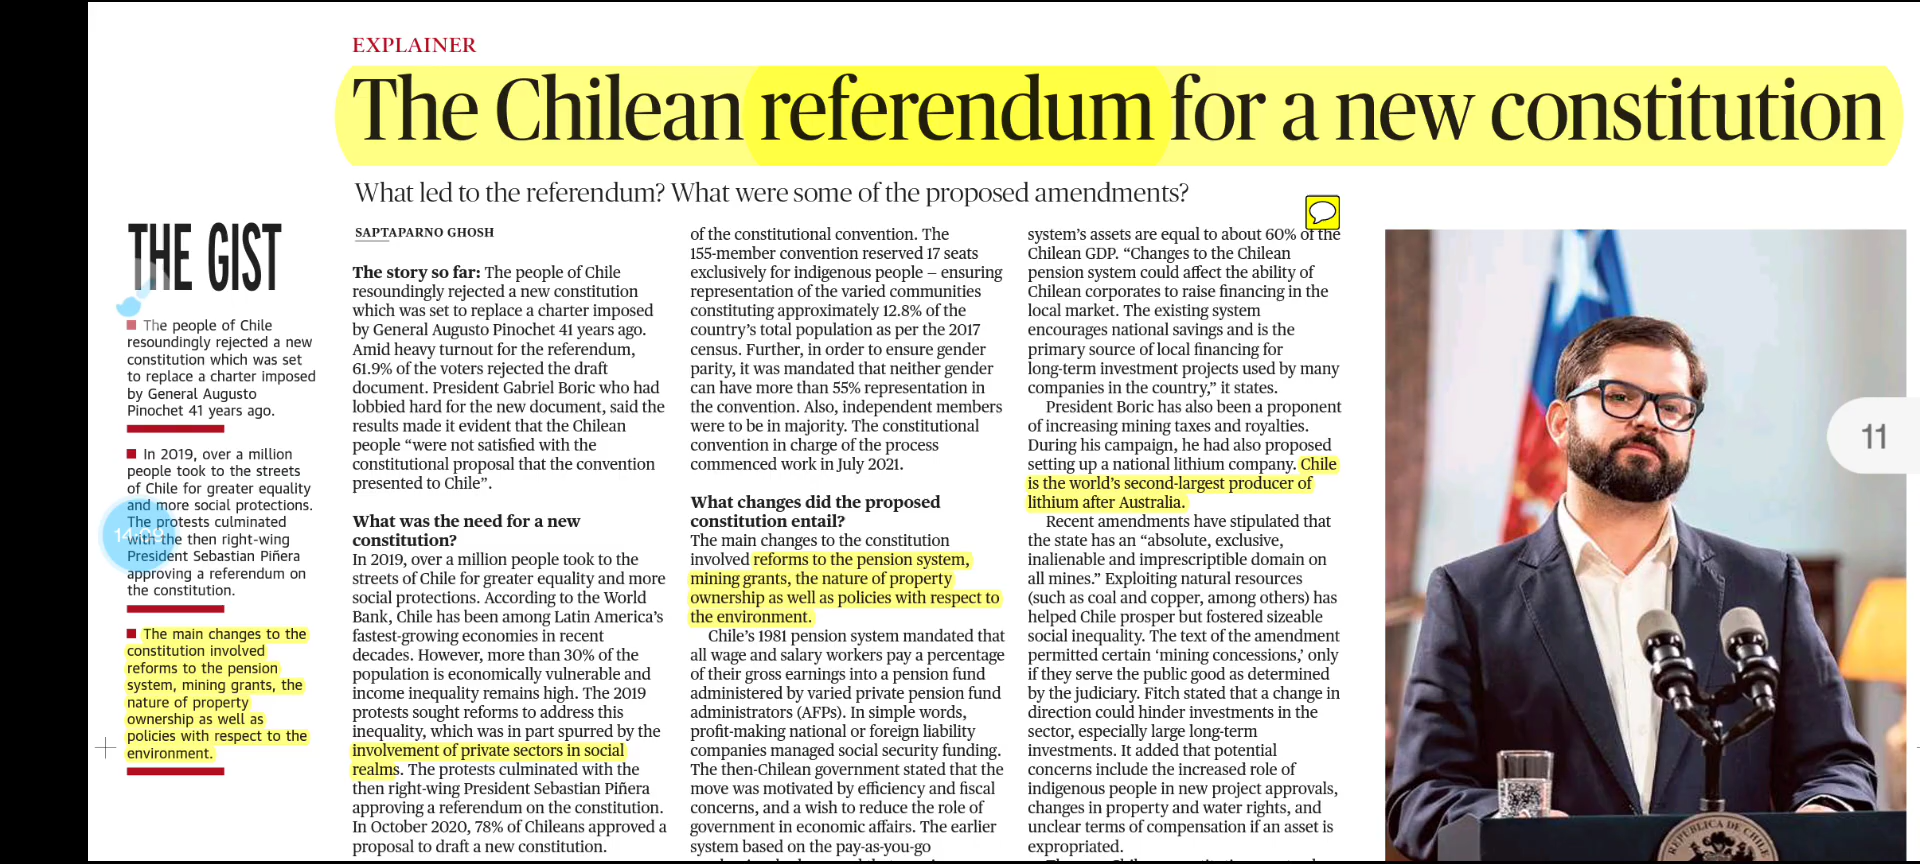 EXPLAINER
The Chilean referendum for a new constitution
What led to the referendum? What were some of the proposed amendments?
THE GIST
The people of Chile
resoundingly rejected a new
constitution which was set
to replace a charter imposed
by General Augusto
Pinochet 41 years ago.
In 2019, over a million
people took to the streets
of Chile for greater equality
and more social protections.
The protests culminated
with the then right-wing
President Sebastian Piñera
approving a referendum on
the constitution.
The main changes to the
constitution involved
reforms to the pension
system, mining grants, the
nature of property
ownership as well as
policies with respect to the
environment.
SAPTAPARNO GHOSH
The story so far: The people of Chile
resoundingly rejected a new constitution
which was set to replace a charter imposed
by General Augusto Pinochet 41 years ago.
Amid heavy turnout for the referendum,
61.9% of the voters rejected the draft
document. President Gabriel Boric who had
lobbied hard for the new document, said the
results made it evident that the Chilean
people “were not satisfied with the
constitutional proposal that the convention
presented to Chile”.
What was the need for a new
constitution?
In 2019, over a million people took to the
streets of Chile for greater equality and more
social protections. According to the World
Bank, Chile has been among Latin America’s
fastest-growing economies in recent
decades. However, more than 30% of the
population is economically vulnerable and
income inequality remains high. The 2019
protests sought reforms to address this
inequality, which was in part spurred by the
involvement of private sectors in social
realms. The protests culminated with the
then right-wing President Sebastian Piñera
approving a referendum on the constitution.
In October 2020, 78% of Chileans approved a
proposal to draft a new constitution.
of the constitutional convention. The
155-member convention reserved 17 seats
exclusively for indigenous people – ensuring
representation of the varied communities
constituting approximately 12.8% of the
country’s total population as per the 2017
census. Further, in order to ensure gender
parity, it was mandated that neither gender
can have more than 55% representation in
the convention. Also, independent members
were to be in majority. The constitutional
convention in charge of the process
commenced work in July 2021.
What changes did the proposed
constitution entail?
The main changes to the constitution
involved reforms to the pension system,
mining grants, the nature of property
ownership as well as policies with respect to
the environment.
Chile’s 1981 pension system mandated that
all wage and salary workers pay a percentage
of their gross earnings into a pension fund
administered by varied private pension fund
administrators (AFPs). In simple words,
profit-making national or foreign liability
companies managed social security funding.
The then-Chilean government stated that the
move was motivated by efficiency and fiscal
concerns, and a wish to reduce the role of
government in economic affairs. The earlier
system based on the pay-as-you-go
system’s assets are equal to about 60% of the
Chilean GDP. “Changes to the Chilean
pension system could affect the ability of
Chilean corporates to raise financing in the
local market. The existing system
encourages national savings and is the
primary source of local financing for
long-term investment projects used by many
companies in the country,” it states.
President Boric has also been a proponent
of increasing mining taxes and royalties.
During his campaign, he had also proposed
setting up a national lithium company. Chile
is the world’s second-largest producer of
lithium after Australia.
Recent amendments have stipulated that
the state has an “absolute, exclusive,
inalienable and imprescriptible domain on
all mines.” Exploiting natural resources
(such as coal and copper, among others) has
helped Chile prosper but fostered sizeable
social inequality. The text of the amendment
permitted certain ‘mining concessions,’ only
if they serve the public good as determined
by the judiciary. Fitch stated that a change in
direction could hinder investments in the
sector, especially large long-term
investments. It added that potential
concerns include the increased role of
indigenous people in new project approvals,
changes in property and water rights, and
unclear terms of compensation if an asset is
expropriated.
REPUBLICA DE CHILE
11